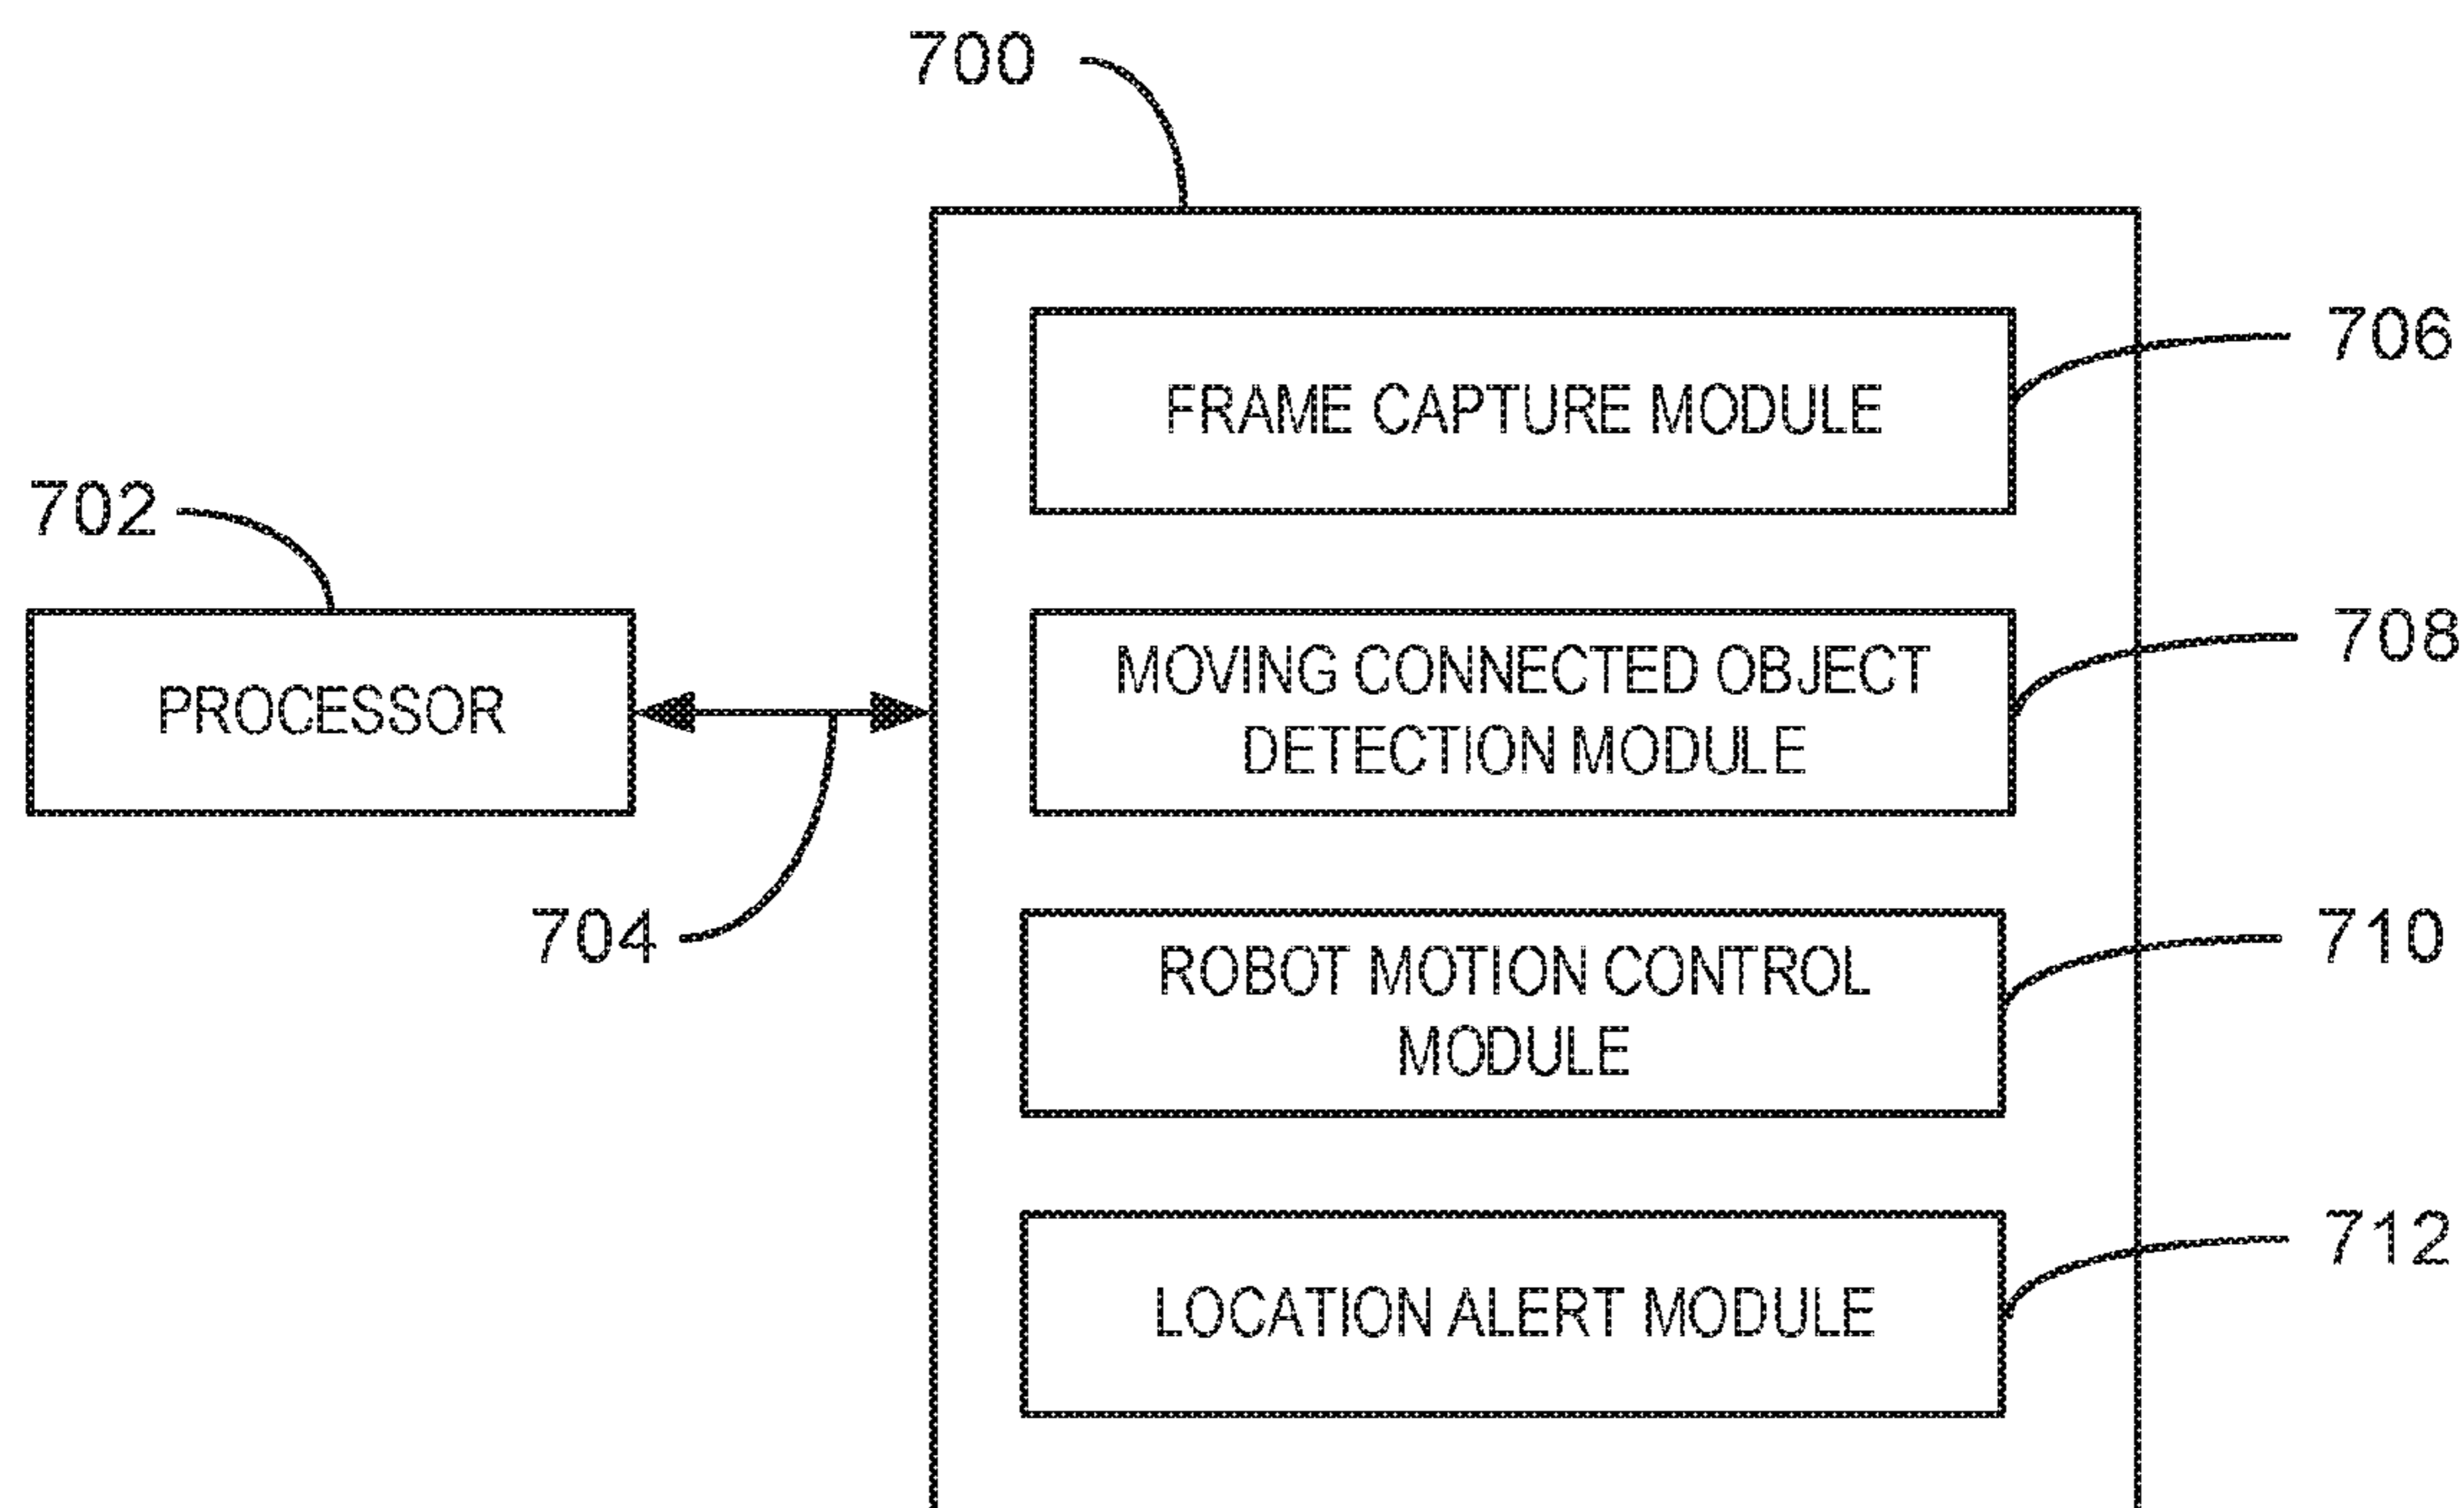 700
706
FRAME CAPTURE MODULE
702
708
MOVING CONNECTED OBJECT
DETECTION MODULE
PROCESSOR
704
710
ROBOT MOTION CONTROL
MODULE
712
LOCATION ALERT MODULE